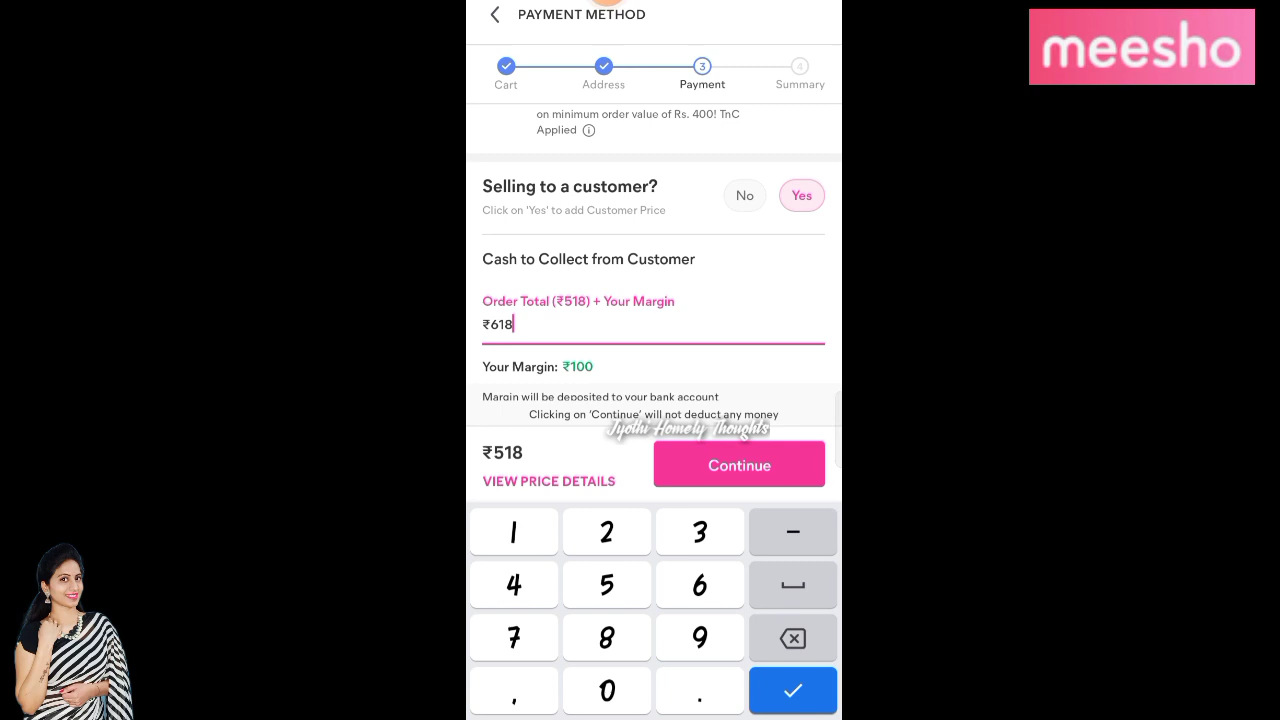 PAYMENT METHOD
meesho
3
4
Cart
Address
Payment
Summary
on minimum order value of Rs. 400! TnC
Applied
Selling to a customer?
No
Yes
Click on 'Yes' to add Customer Price
Cash to Collect from Customer
Order Total (₹518) + Your Margin
₹618
Your Margin: ₹100
Margin will be deposited to your bank account
Clicking on 'Continue' will not deduct any money
Jyothi Homely Thoughts
₹518
Continue
VIEW PRICE DETAILS
1 2 3 -
4 5 6
7 8 9
, 0 .